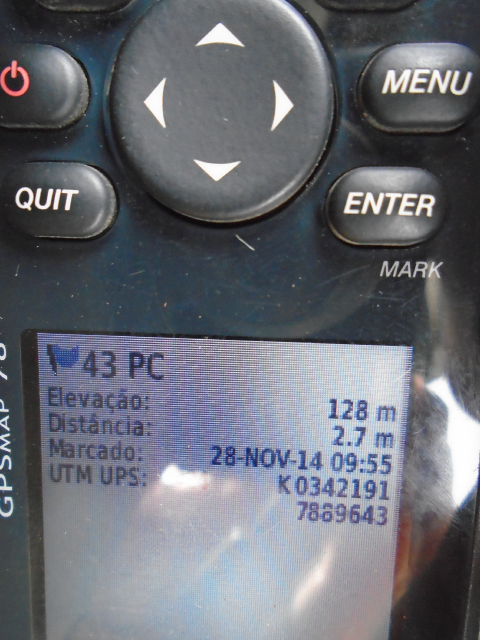 MENU
QUIT
ENTER
MARK
GPSMAP 78
43 PC
Elevação: 128 m
Distância: 2.7 m
Marcado: 28-NOV-14 09:55
UTM UPS: K 0342191
7889643